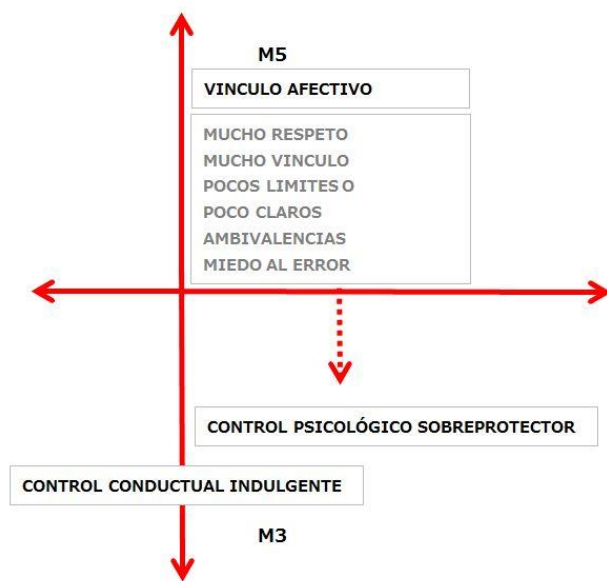 M5
VINCULO AFECTIVO
MUCHO RESPETO
MUCHO VINCULO
POCOS LIMITES O
POCO CLAROS
AMBIVALENCIAS
MIEDO AL ERROR
CONTROL PSICOLÓGICO SOBREPROTECTOR
CONTROL CONDUCTUAL INDULGENTE
M3